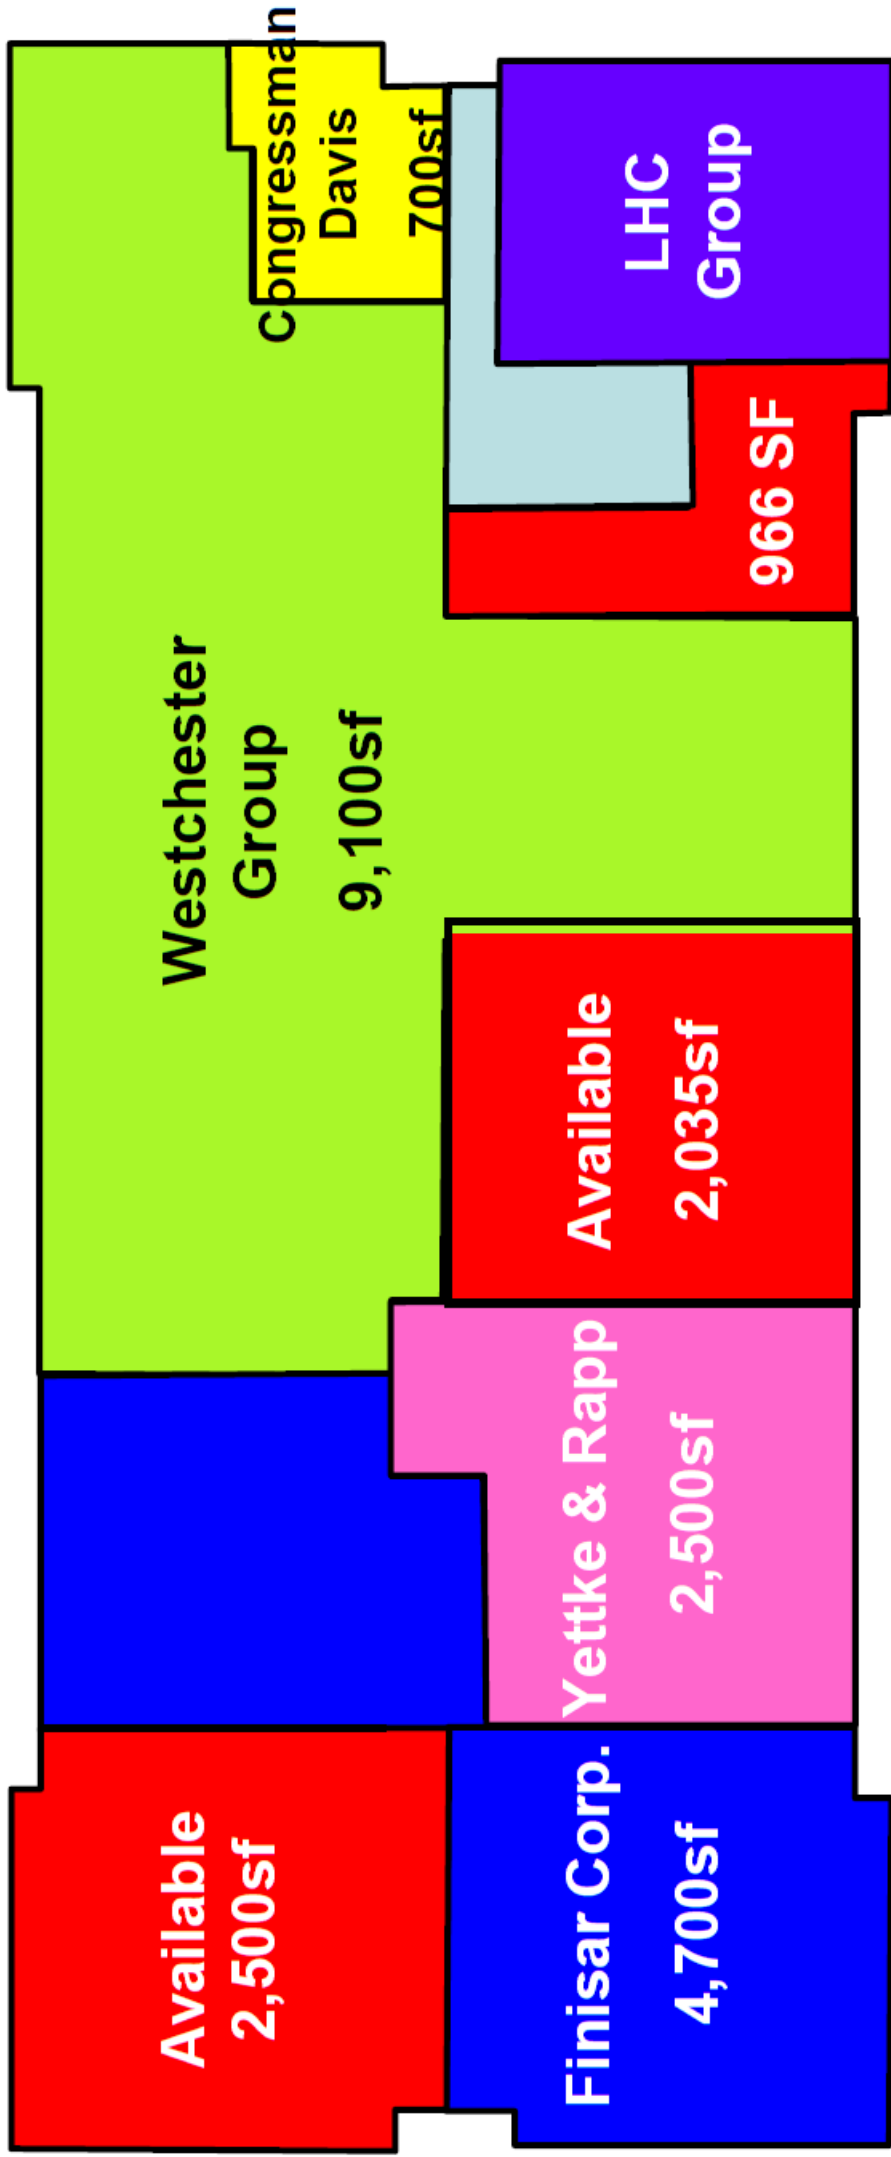 Available
2,500sf
Finisar Corp.
4,700sf
Yettke & Rapp
2,500sf
Westchester
Group
9,100sf
Available
2,035sf
Congressman
Davis
700sf
966 SF
LHC
Group